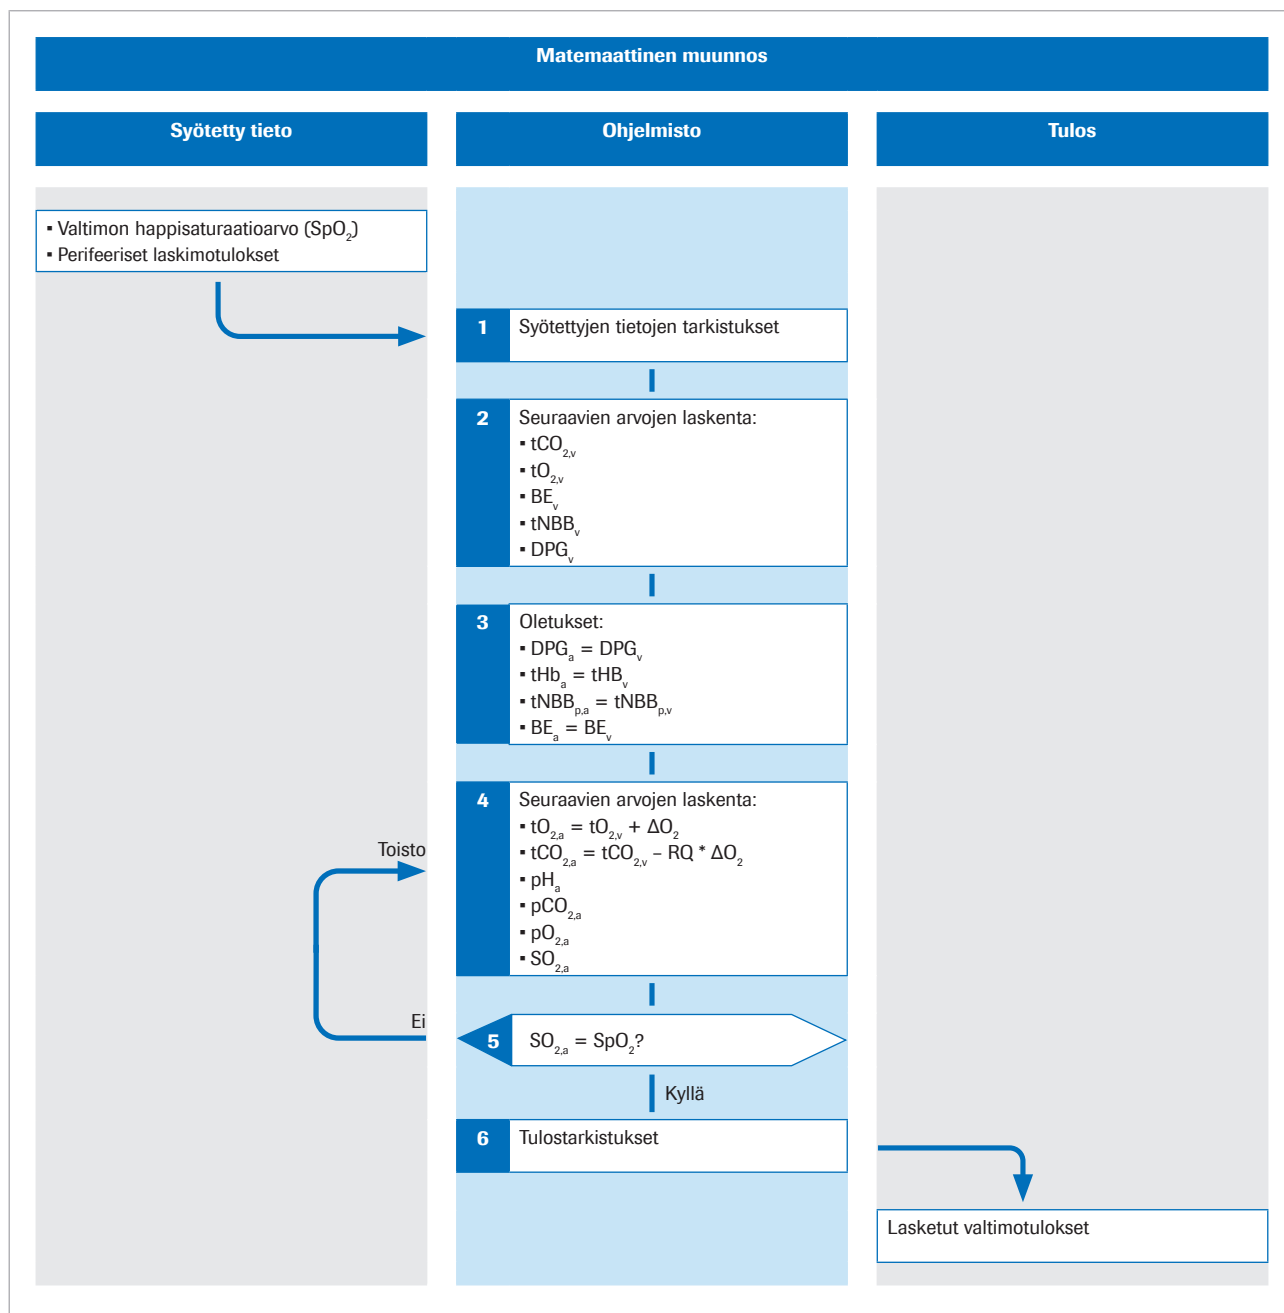 Matemaattinen muunnos
Syötetty tieto
Ohjelmisto
Tulos
▪ Valtimon happisaturaatioarvo (SpO₂)
▪ Perifeeriset laskimotulokset
1 Syötettyjen tietojen tarkistukset
2 Seuraavien arvojen laskenta:
▪ tCO₂,ᵥ
▪ tO₂,ᵥ
▪ BEᵥ
▪ tNBBᵥ
▪ DPGᵥ
3 Oletukset:
▪ DPGₐ = DPGᵥ
▪ tHbₐ = tHBᵥ
▪ tNBBₚ,ₐ = tNBBₚ,ᵥ
▪ BEₐ = BEᵥ
4 Seuraavien arvojen laskenta:
▪ tO₂,ₐ = tO₂,ᵥ + ΔO₂
▪ tCO₂,ₐ = tCO₂,ᵥ – RQ * ΔO₂
▪ pHₐ
▪ pCO₂,ₐ
▪ pO₂,ₐ
▪ SO₂,ₐ
Toisto
Ei
5 SO₂,ₐ = SpO₂?
Kyllä
6 Tulostarkistukset
Lasketut valtimotulokset